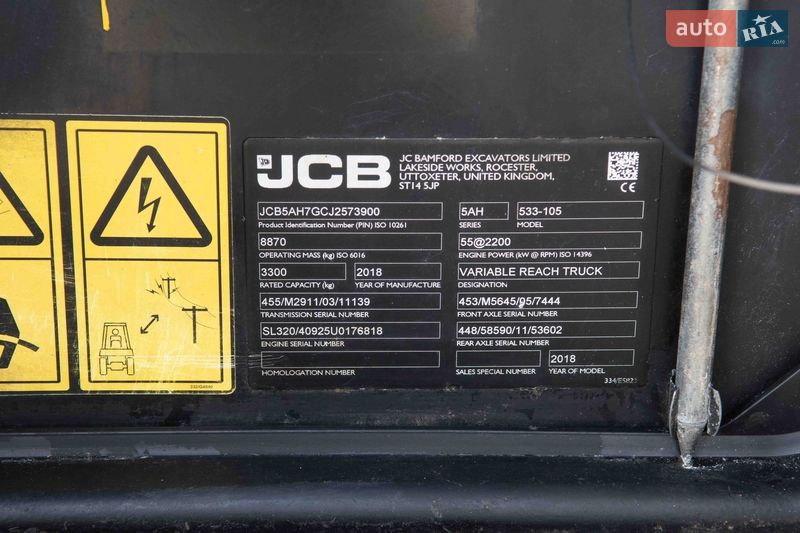 auto RIA .com
JCB
JC BAMFORD EXCAVATORS LIMITED
LAKESIDE WORKS, ROCESTER,
UTTOXETER, UNITED KINGDOM,
ST14 5JP
CE
JCB5AH7GCJ2573900
Product Identification Number (PIN) ISO 10261
5AH
SERIES
533-105
MODEL
8870
OPERATING MASS (kg) ISO 6016
55@2200
ENGINE POWER (kW @ RPM) ISO 14396
3300
RATED CAPACITY (kg)
2018
YEAR OF MANUFACTURE
VARIABLE REACH TRUCK
DESIGNATION
455/M2911/03/11139
TRANSMISSION SERIAL NUMBER
453/M5645/95/7444
FRONT AXLE SERIAL NUMBER
SL320/40925U0176818
ENGINE SERIAL NUMBER
448/58590/11/53602
REAR AXLE SERIAL NUMBER
HOMOLOGATION NUMBER
SALES SPECIAL NUMBER
2018
YEAR OF MODEL